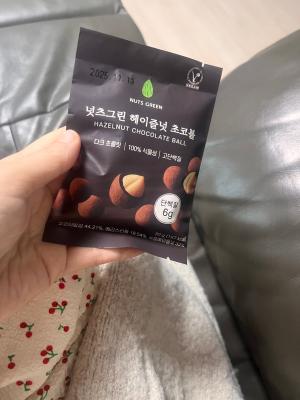 2025. 11. 13
NUTS GREEN
VEGAN
넛츠그린 헤이즐넛 초코볼
HAZELNUT CHOCOLATE BALL
다크 초콜릿 | 100% 식물성 | 고단백질
단백질
6g